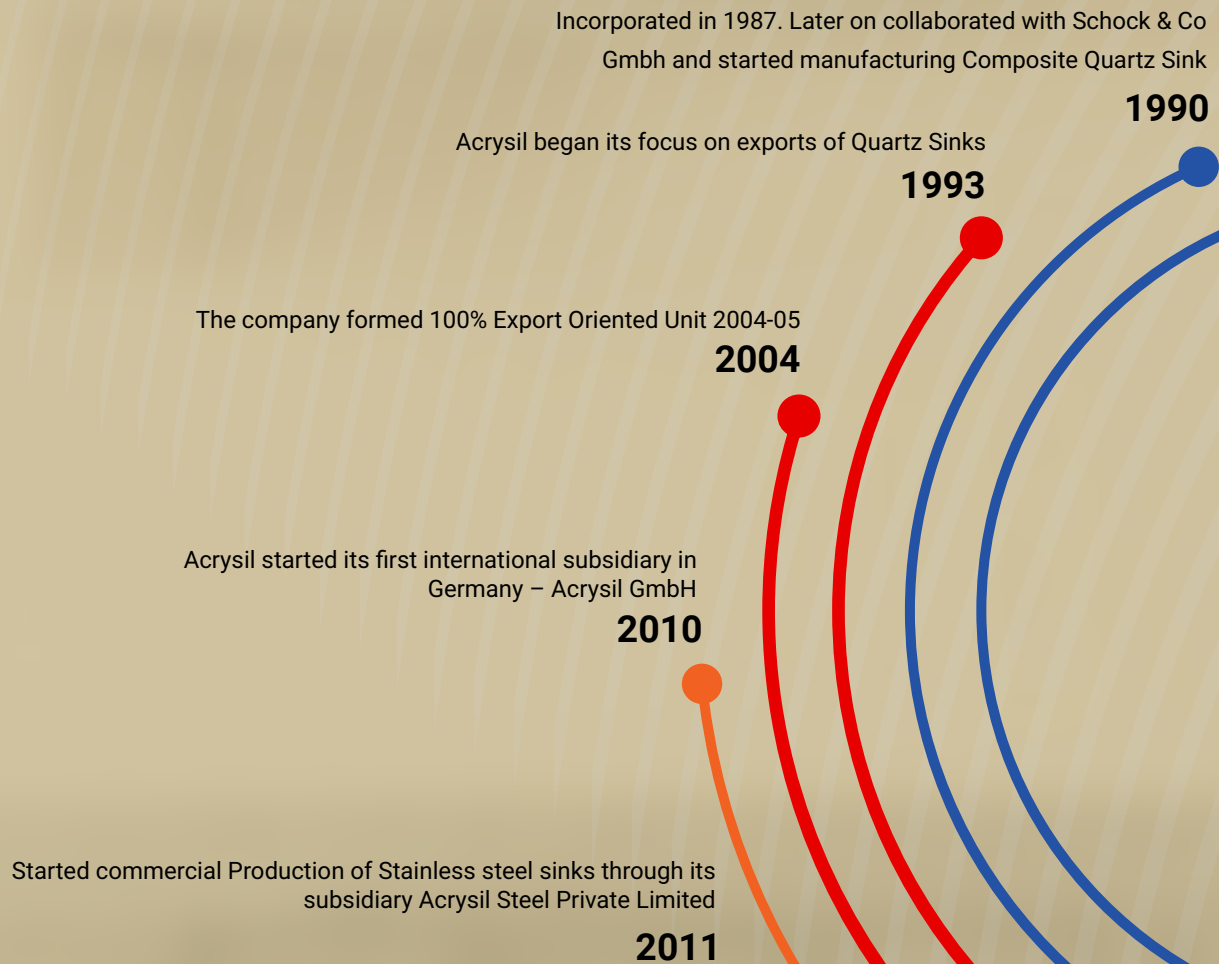 Incorporated in 1987. Later on collaborated with Schock & Co
Gmbh and started manufacturing Composite Quartz Sink
1990
Acrysil began its focus on exports of Quartz Sinks
1993
The company formed 100% Export Oriented Unit 2004-05
2004
Acrysil started its first international subsidiary in
Germany – Acrysil GmbH
2010
Started commercial Production of Stainless steel sinks through its
subsidiary Acrysil Steel Private Limited
2011